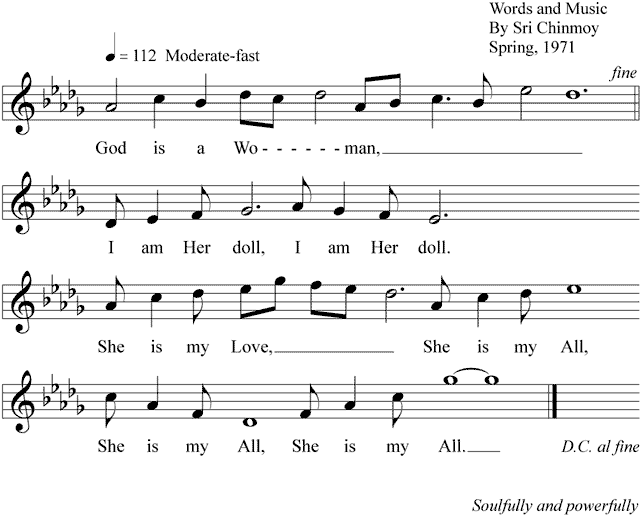 Words and Music
By Sri Chinmoy
Spring, 1971
= 112 Moderate-fast
fine
God is a Wo - - - - - - man,
I am Her doll, I am Her doll.
She is my Love, She is my All,
She is my All, She is my All.
D.C. al fine
Soulfully and powerfully